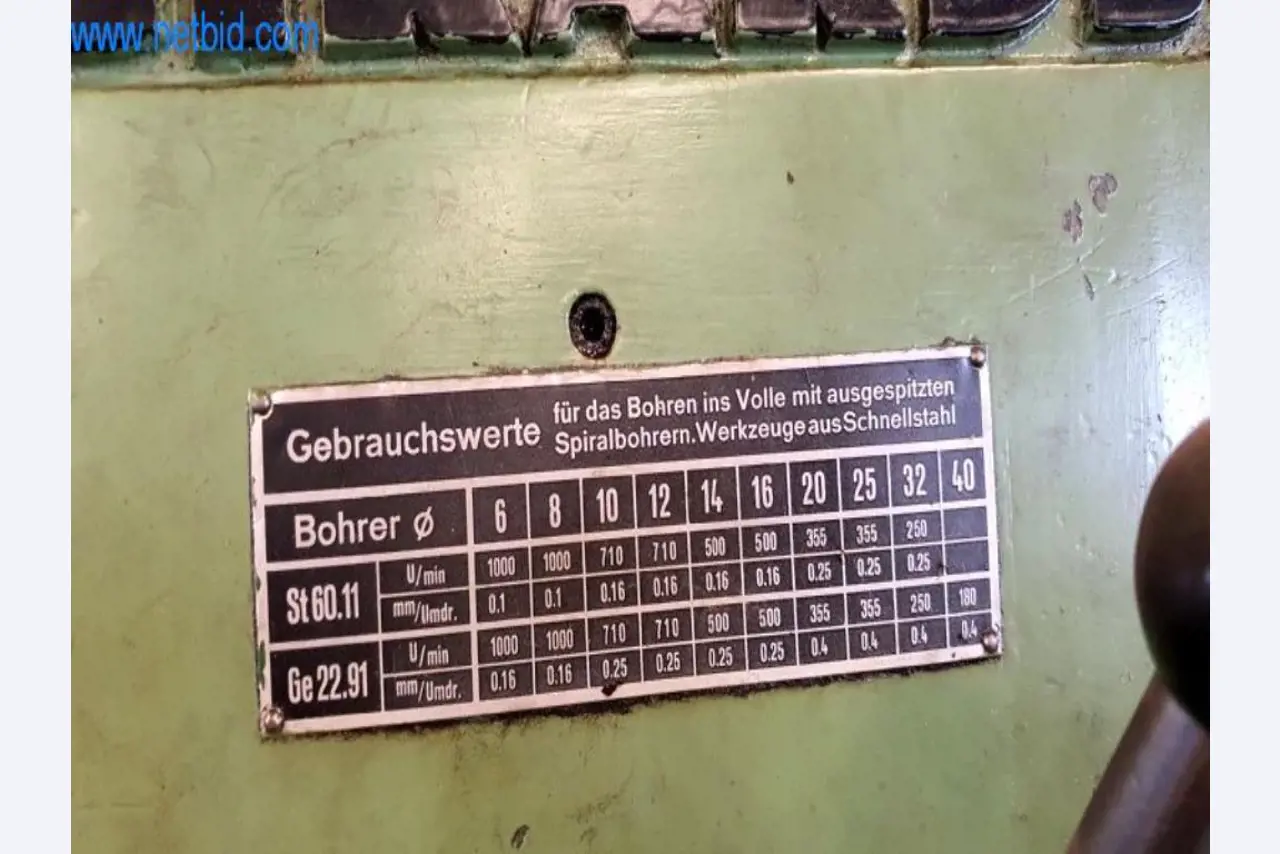 www.netbid.com
Gebrauchswerte für das Bohren ins Volle mit ausgespitzten
Spiralbohrern. Werkzeuge aus Schnellstahl
Bohrer ø 6 8 10 12 14 16 20 25 32 40
St60.11 U/min 1000 1000 710 710 500 500 355 355 250
mm/Umdr. 0.1 0.1 0.16 0.16 0.16 0.16 0.25 0.25 0.25
Ge22.91 U/min 1000 1000 710 710 500 500 355 355 250 180
mm/Umdr. 0.16 0.16 0.25 0.25 0.25 0.25 0.4 0.4 0.4 0.4